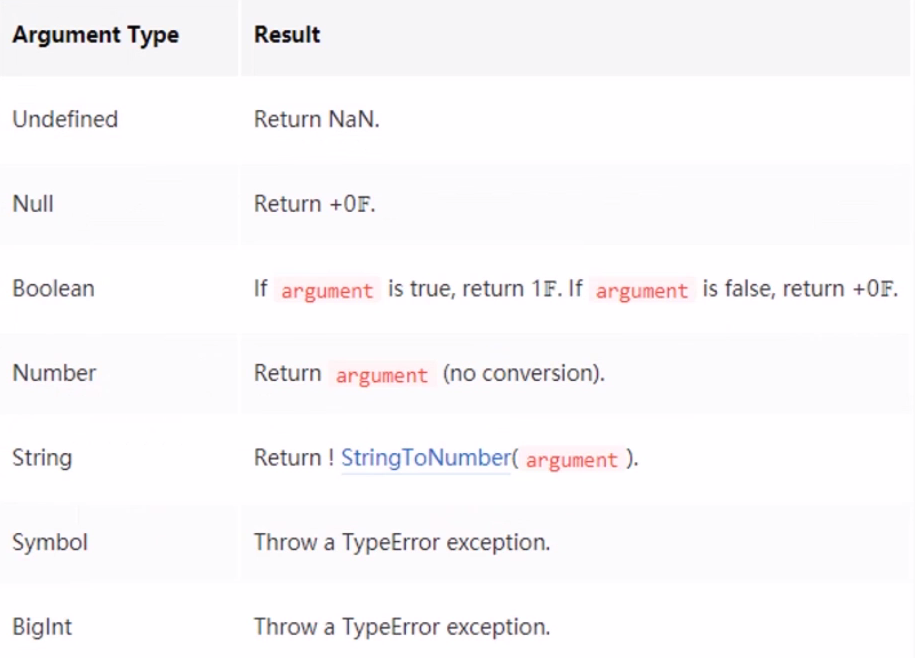 Argument Type Result
Undefined Return NaN.
Null Return +0𝔽.
Boolean If argument is true, return 1𝔽. If argument is false, return +0𝔽.
Number Return argument (no conversion).
String Return ! StringToNumber( argument ).
Symbol Throw a TypeError exception.
BigInt Throw a TypeError exception.